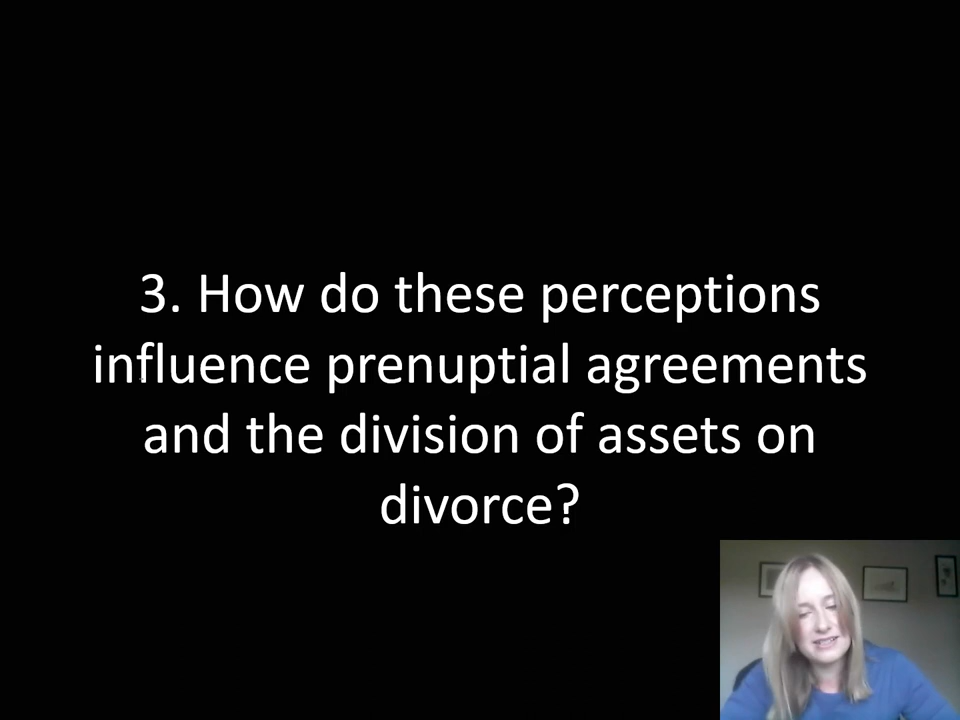 3. How do these perceptions
influence prenuptial agreements
and the division of assets on
divorce?